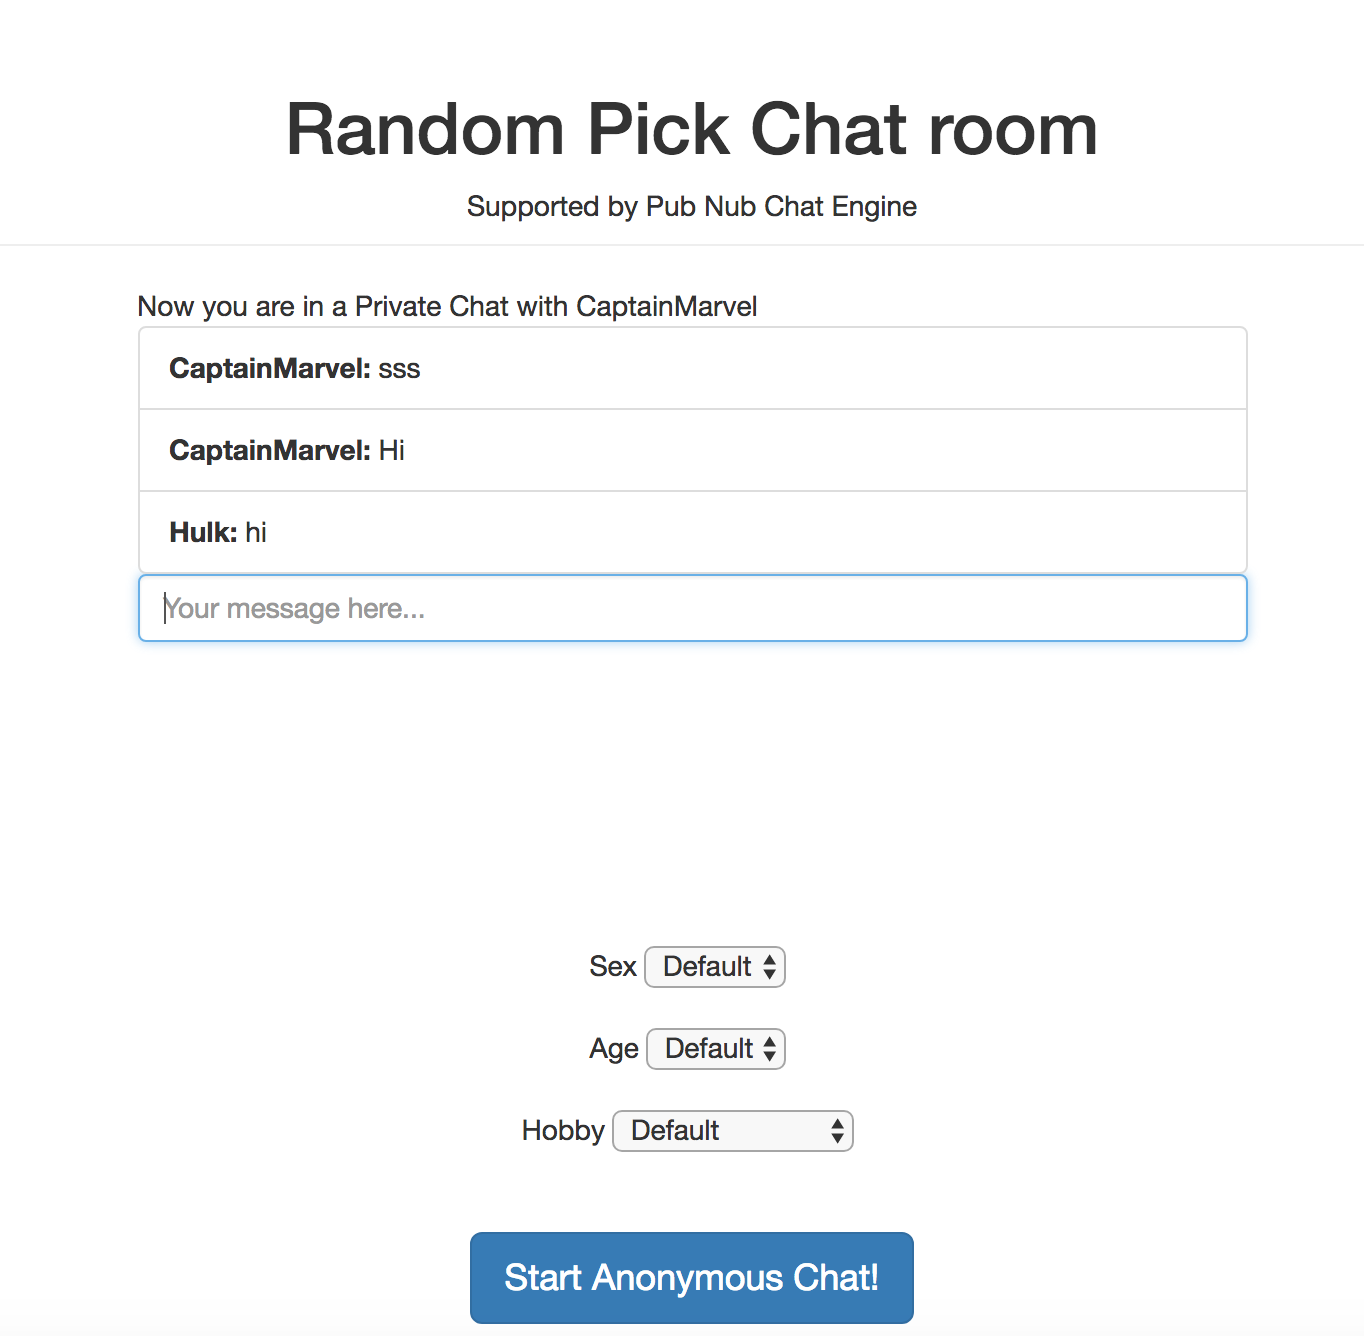 Random Pick Chat room
Supported by Pub Nub Chat Engine
Now you are in a Private Chat with CaptainMarvel
CaptainMarvel: sss
CaptainMarvel: Hi
Hulk: hi
Your message here...
Sex Default
Age Default
Hobby Default
Start Anonymous Chat!